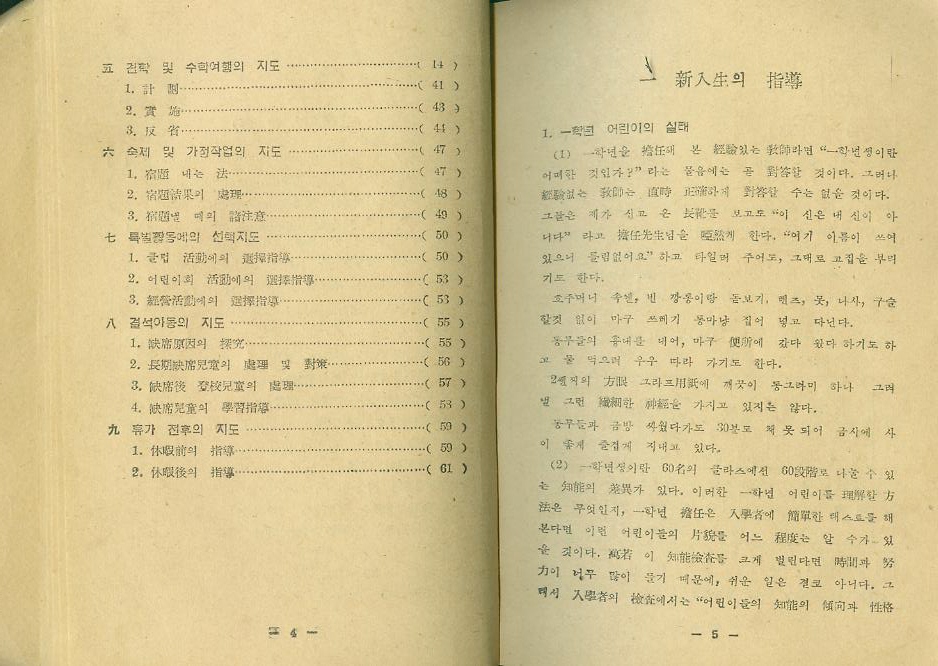 五 견학 및 수학여행의 지도……………………( 14 )
1. 計 劃……………………………( 41 )
2. 實 施……………………………( 43 )
3. 反 省……………………………( 44 )
六 숙제 및 가정작업의 지도……………………( 47 )
1. 宿題 내는 法……………………………( 47 )
2. 宿題結果의 處理……………………………( 48 )
3. 宿題낼 때의 諸注意……………………………( 49 )
七 특별활동에의 선택지도……………………( 50 )
1. 클럽 活動에의 選擇指導……………………( 50 )
2. 어린이회 活動에의 選擇指導……………………( 53 )
3. 經營活動에의 選擇指導……………………( 53 )
八 결석아동의 지도……………………( 55 )
1. 缺席原因의 探究……………………( 55 )
2. 長期缺席兒童의 處理 및 對策……………………( 56 )
3. 缺席後 登校兒童의 處理……………………( 57 )
4. 缺席兒童의 學習指導……………………( 58 )
九 휴가 전후의 지도……………………( 59 )
1. 休暇前의 指導……………………( 59 )
2. 休暇後의 指導……………………( 61 )
— 4 —
一 新入生의 指導
1. 一학년 어린이의 실태
(1) 一학년을 擔任해 본 經驗있는 敎師라면 “一학년생이란
어떠한 것인가?” 라는 물음에는 곧 對答할 것이다. 그러나
經驗없는 敎師는 直時 正確하게 對答할 수는 없을 것이다.
그들은 제가 신고 온 長靴를 보고도 “이 신은 내 신이 아
니다” 라고 擔任先生님을 啞然케 한다. “여기 이름이 쓰여
있으니 틀림없어요” 하고 타일러 주어도, 그대로 고집을 부리
기도 한다.
호주머니 속엔, 빈 깡통이랑 돌보기, 렌즈, 못, 나사, 구슬
할것 없이 마구 쓰레기 통마냥 집어 넣고 다닌다.
동무들의 흉내를 내어, 마구 便所에 갔다 왔다 하기도 하
고 물 먹으러 우우 따라 가기도 한다.
2쎈치의 方眼 그라프用紙에 깨끗이 동그라미 하나 그려
낼 그런 纖細한 神經을 가지고 있지는 않다.
동무들과 금방 싸웠다가도 30분도 채 못 되어 금시에 사
이 좋게 즐겁게 지내고 있다.
(2) 一학년생이란 60名의 클라스에선 60段階로 나눌 수 있
는 知能의 差異가 있다. 이러한 一학년 어린이를 理解할 方
法은 무엇인지, 一학년 擔任은 入學者에 簡單한 테스트를 해
본다면 이런 어린이들의 片貌를 어느 程度는 알 수가 있
을 것이다. 萬若 이 知能檢査를 크게 벌린다면 時間과 努
力이 너무 많이 들기 때문에, 쉬운 일은 결코 아니다. 그
래서 入學者의 檢査에서는 “어린이들의 知能의 傾向과 性格
— 5 —